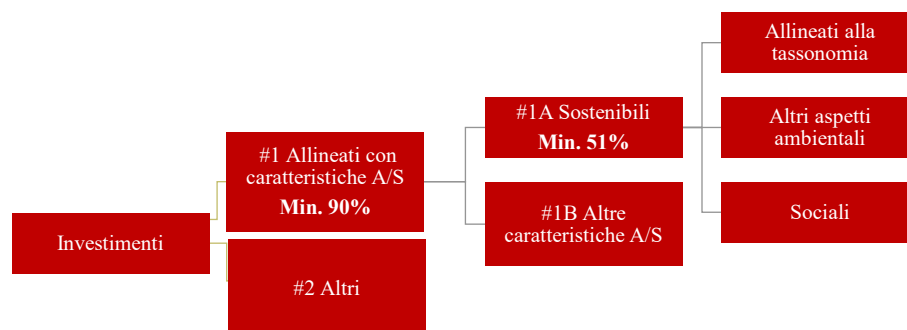 Investimenti
#1 Allineati con
caratteristiche A/S
Min. 90%
#2 Altri
#1A Sostenibili
Min. 51%
#1B Altre
caratteristiche A/S
Allineati alla
tassonomia
Altri aspetti
ambientali
Sociali